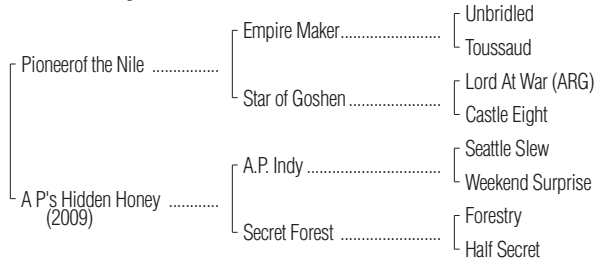 Unbridled
Empire Maker.....................
Toussaud
Pioneerof the Nile ...............
Lord At War (ARG)
Star of Goshen ....................
Castle Eight
Seattle Slew
A.P. Indy .............................
Weekend Surprise
A P's Hidden Honey ...........
(2009)
Forestry
Secret Forest .....................
Half Secret